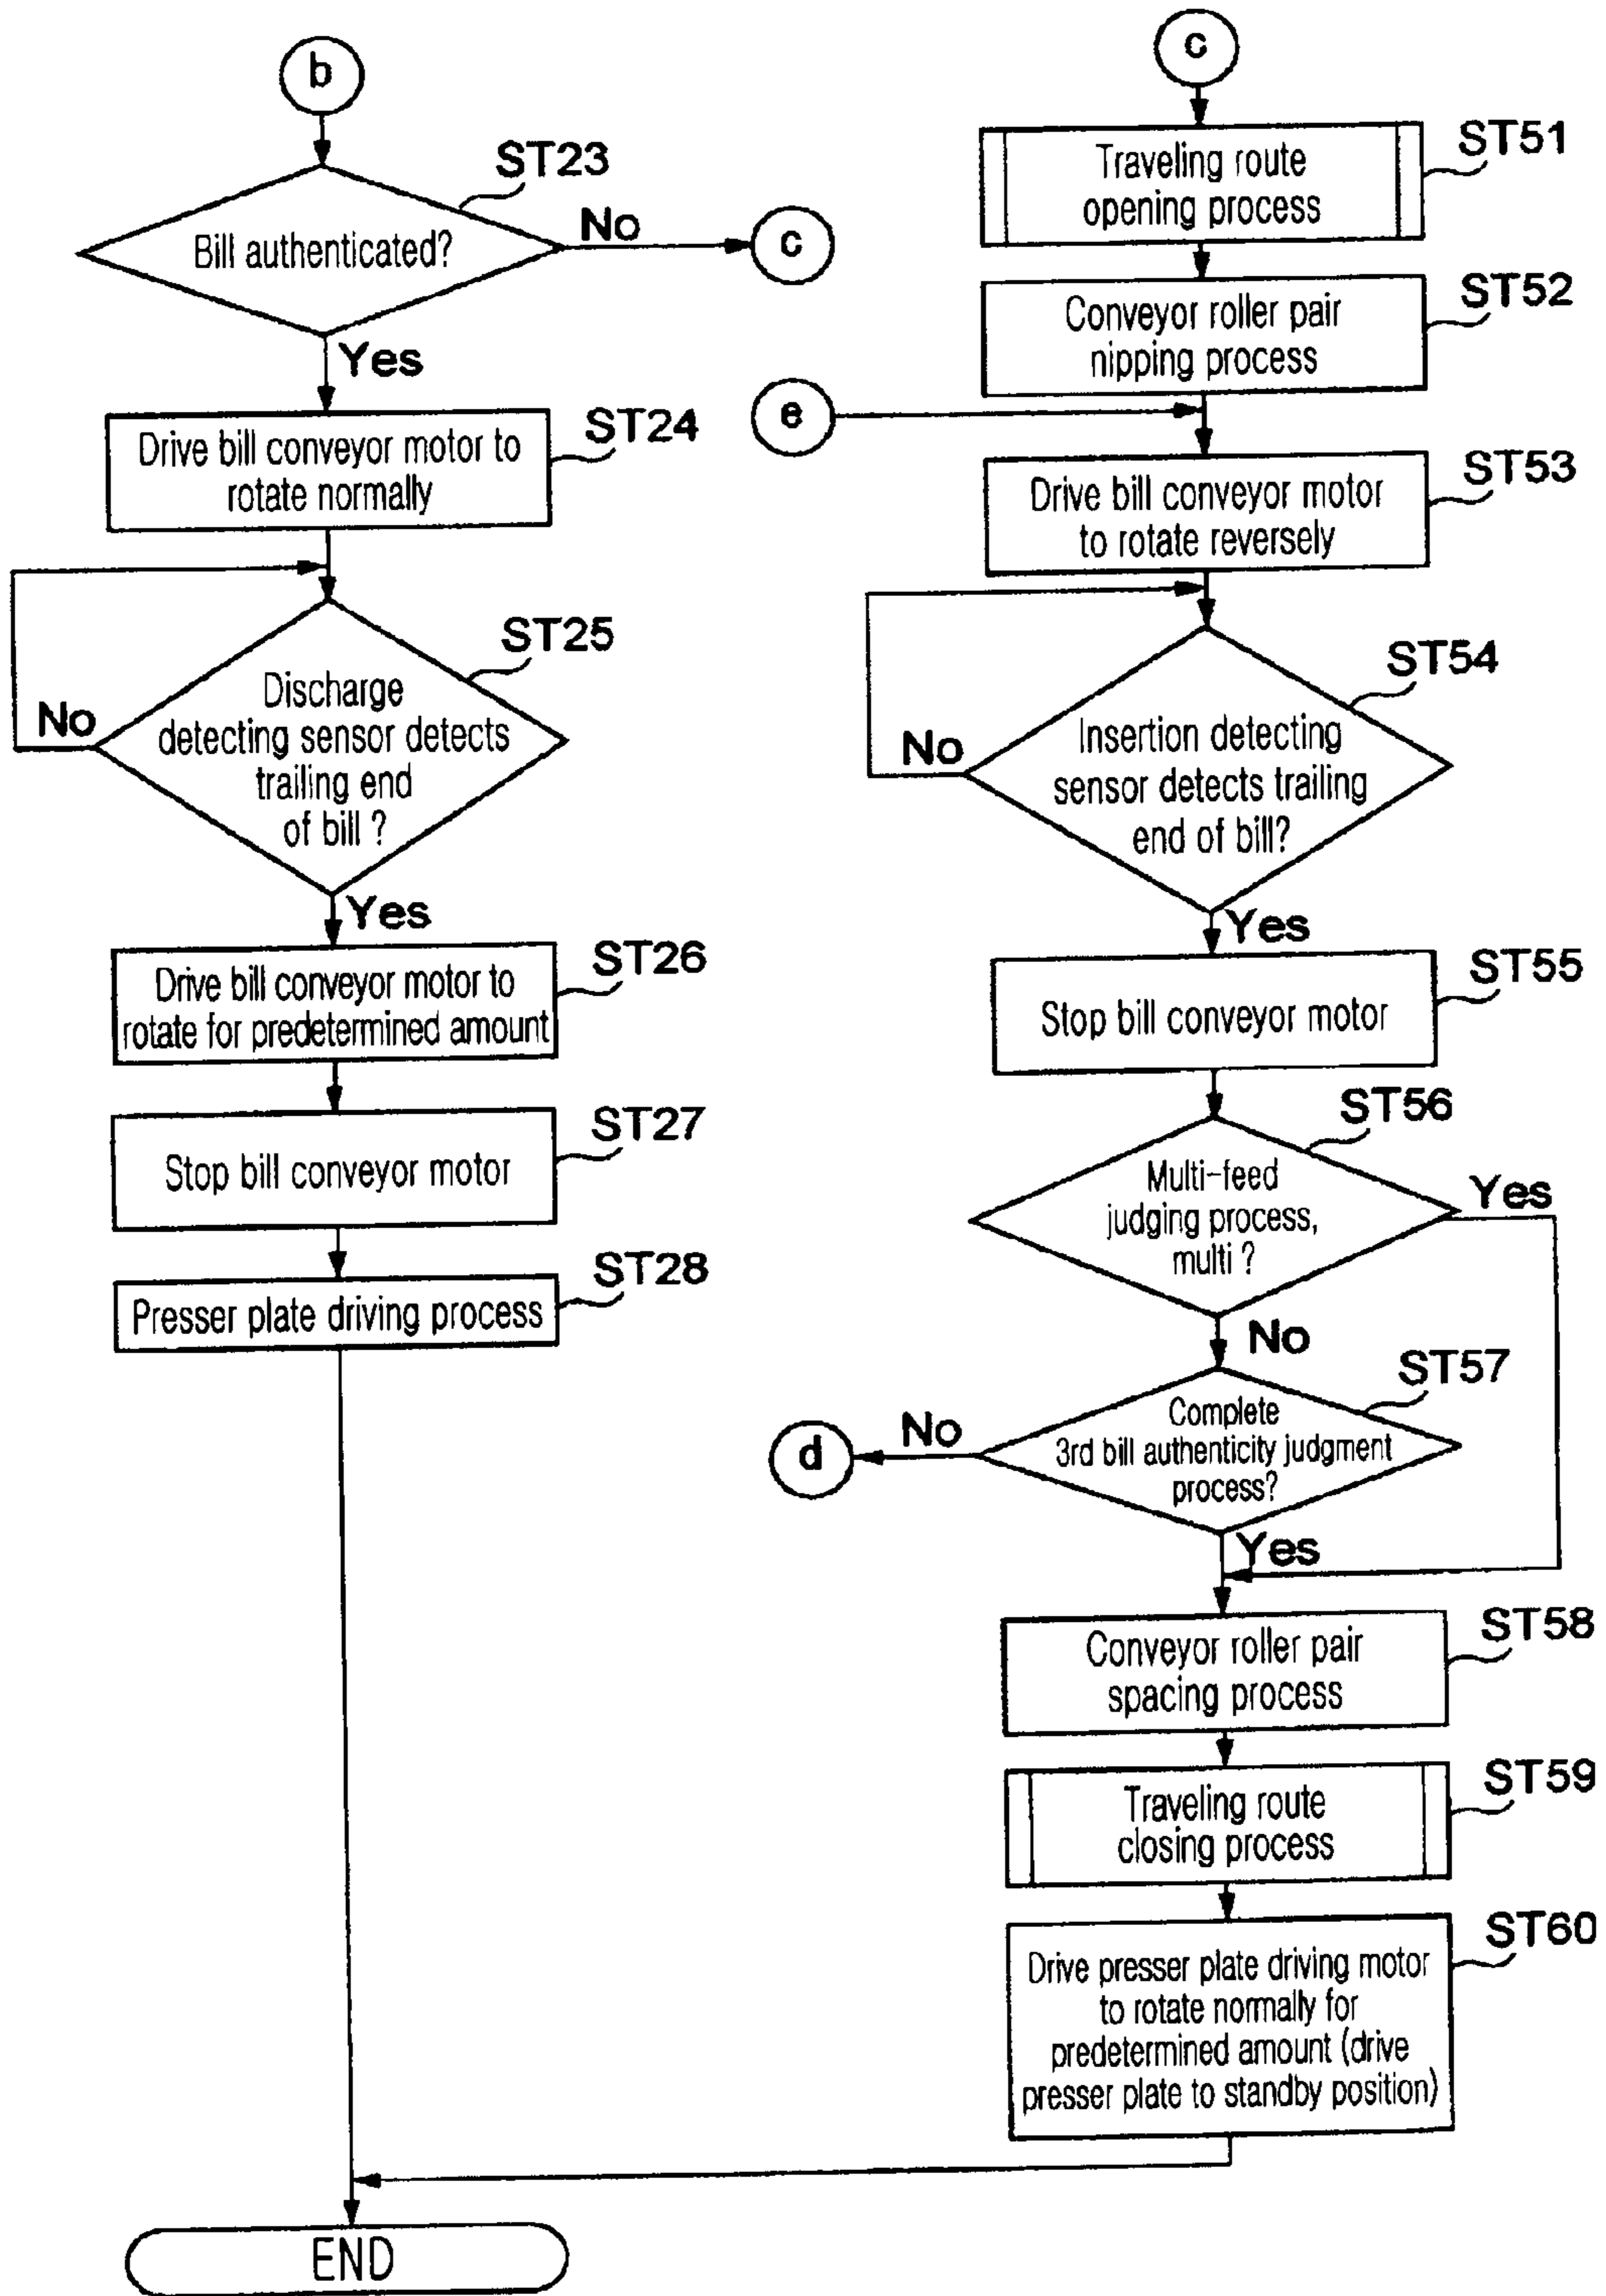 b
ST23
Bill authenticated?
No
c
Yes
ST24
Drive bill conveyor motor to
rotate normally
ST25
Discharge
detecting sensor detects
trailing end
of bill ?
No
Yes
ST26
Drive bill conveyor motor to
rotate for predetermined amount
ST27
Stop bill conveyor motor
ST28
Presser plate driving process
END
c
ST51
Traveling route
opening process
ST52
Conveyor roller pair
nipping process
e
ST53
Drive bill conveyor motor
to rotate reversely
ST54
Insertion detecting
sensor detects trailing
end of bill?
No
Yes
ST55
Stop bill conveyor motor
ST56
Multi-feed
judging process,
multi ?
Yes
No
ST57
Complete
3rd bill authenticity judgment
process?
No
d
Yes
ST58
Conveyor roller pair
spacing process
ST59
Traveling route
closing process
ST60
Drive presser plate driving motor
to rotate normally for
predetermined amount (drive
presser plate to standby position)